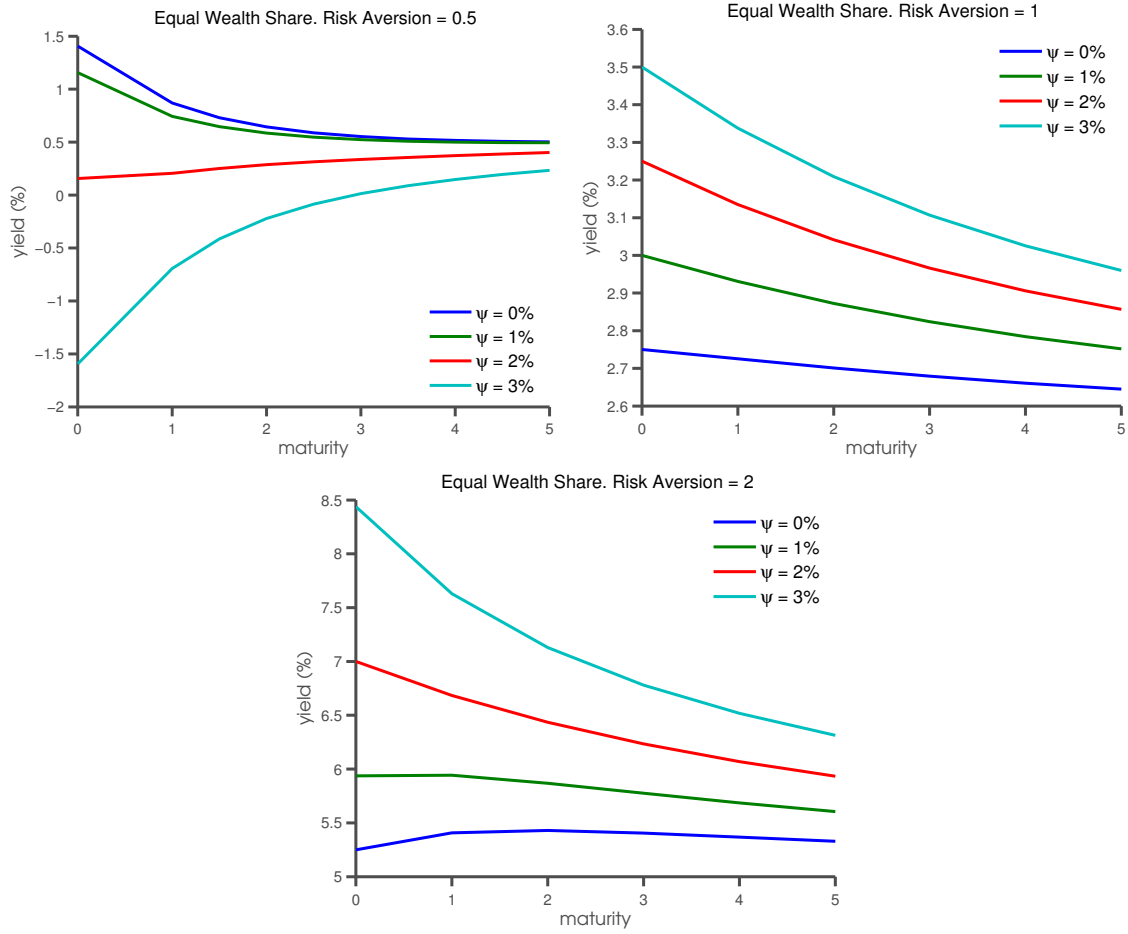 Equal Wealth Share. Risk Aversion = 0.5
yield (%)
1.5
1
0.5
0
−0.5
−1
−1.5
−2
0 1 2 3 4 5
maturity
ψ = 0%
ψ = 1%
ψ = 2%
ψ = 3%
Equal Wealth Share. Risk Aversion = 1
yield (%)
3.6
3.5
3.4
3.3
3.2
3.1
3
2.9
2.8
2.7
2.6
0 1 2 3 4 5
maturity
ψ = 0%
ψ = 1%
ψ = 2%
ψ = 3%
Equal Wealth Share. Risk Aversion = 2
yield (%)
8.5
8
7.5
7
6.5
6
5.5
5
0 1 2 3 4 5
maturity
ψ = 0%
ψ = 1%
ψ = 2%
ψ = 3%